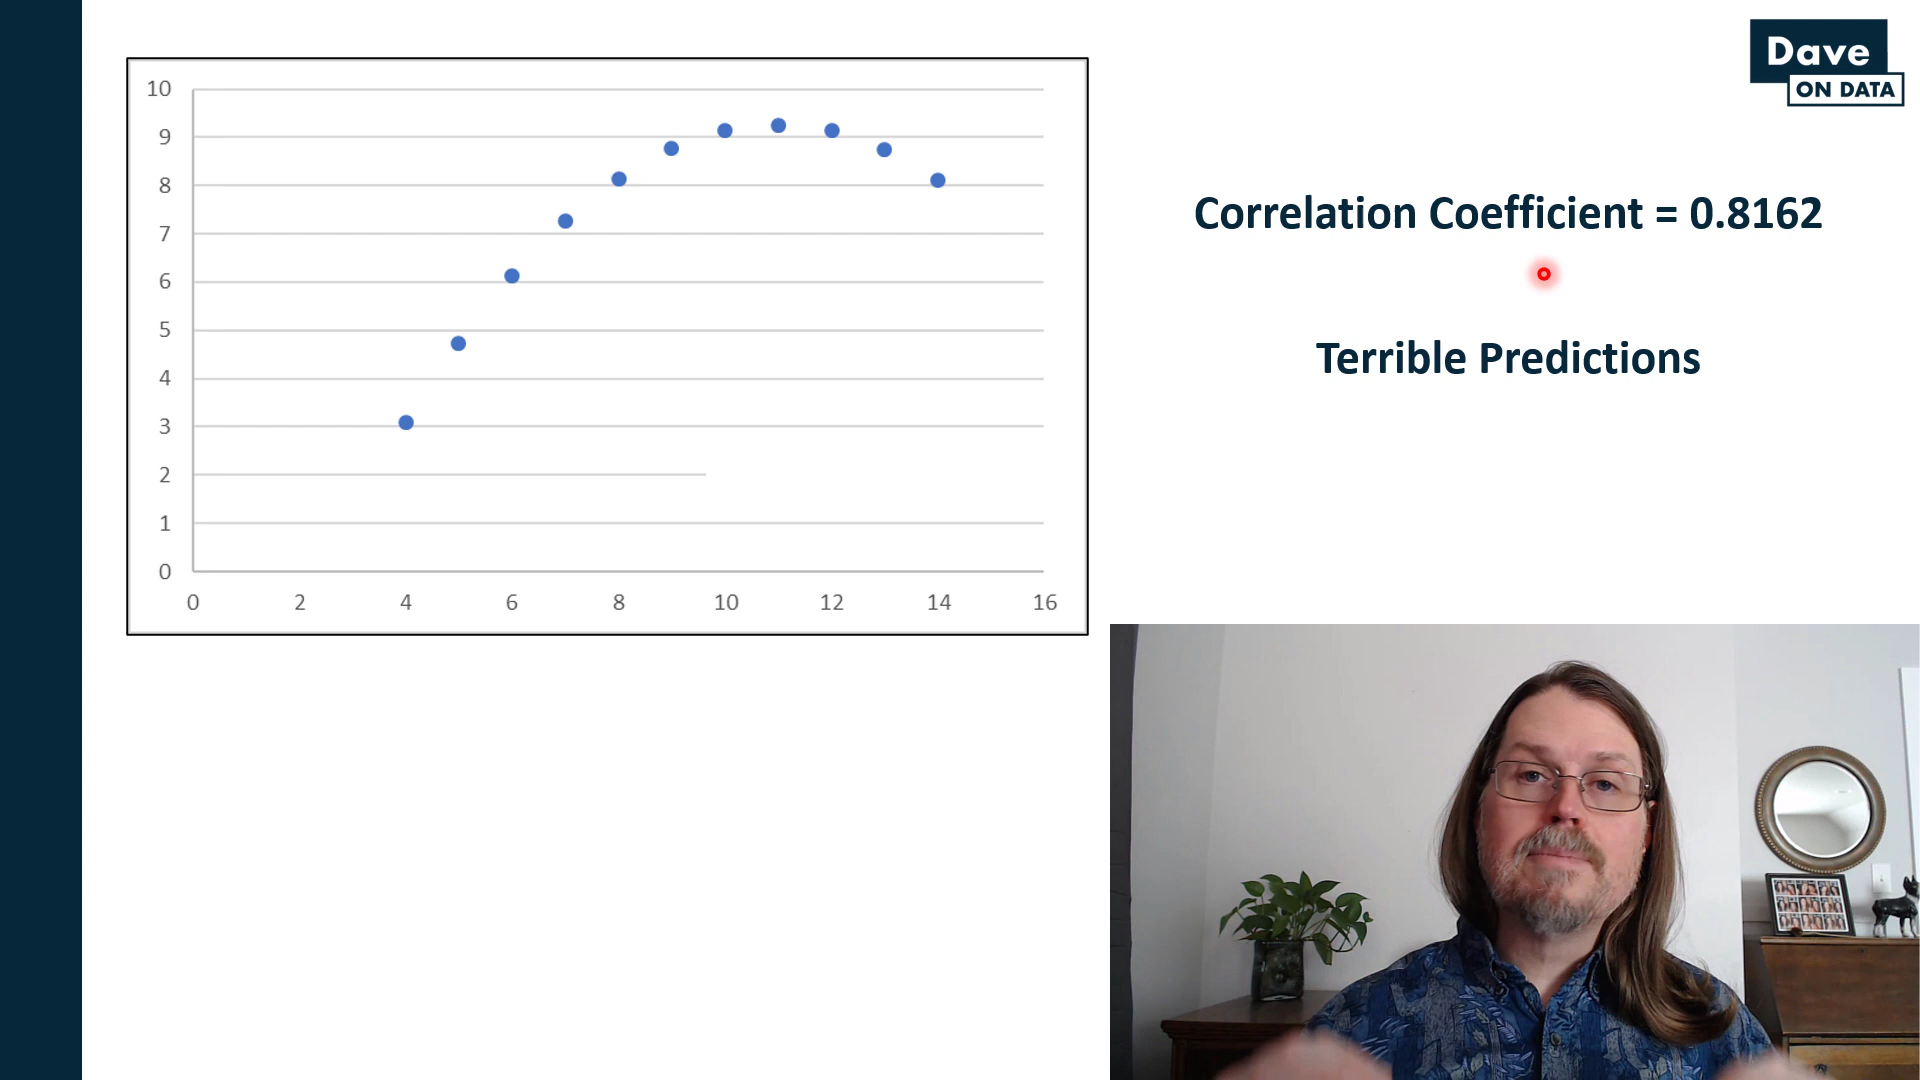 Dave
ON DATA
10
9
8
7
6
5
4
3
2
1
0
0 2 4 6 8 10 12 14 16
Correlation Coefficient = 0.8162
Terrible Predictions